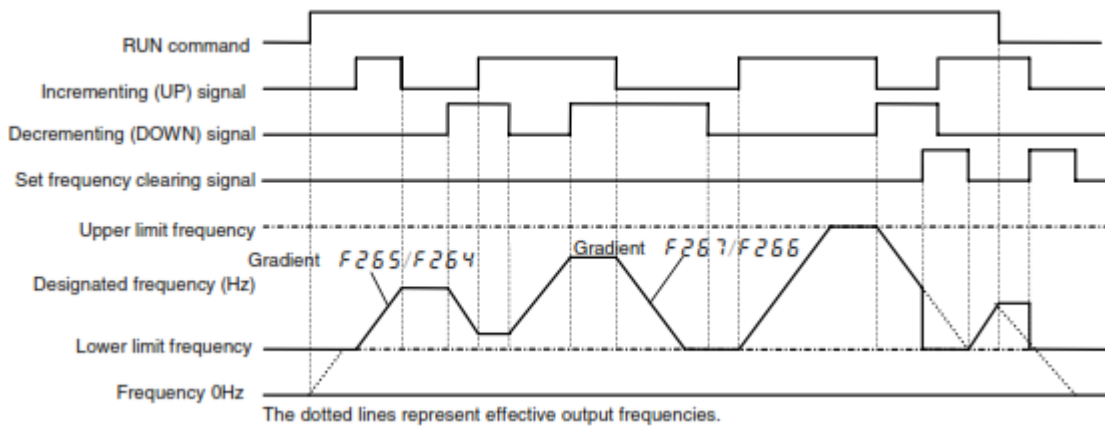 RUN command
Incrementing (UP) signal
Decrementing (DOWN) signal
Set frequency clearing signal
Upper limit frequency
Gradient F265/F264
Gradient F267/F266
Designated frequency (Hz)
Lower limit frequency
Frequency 0Hz
The dotted lines represent effective output frequencies.